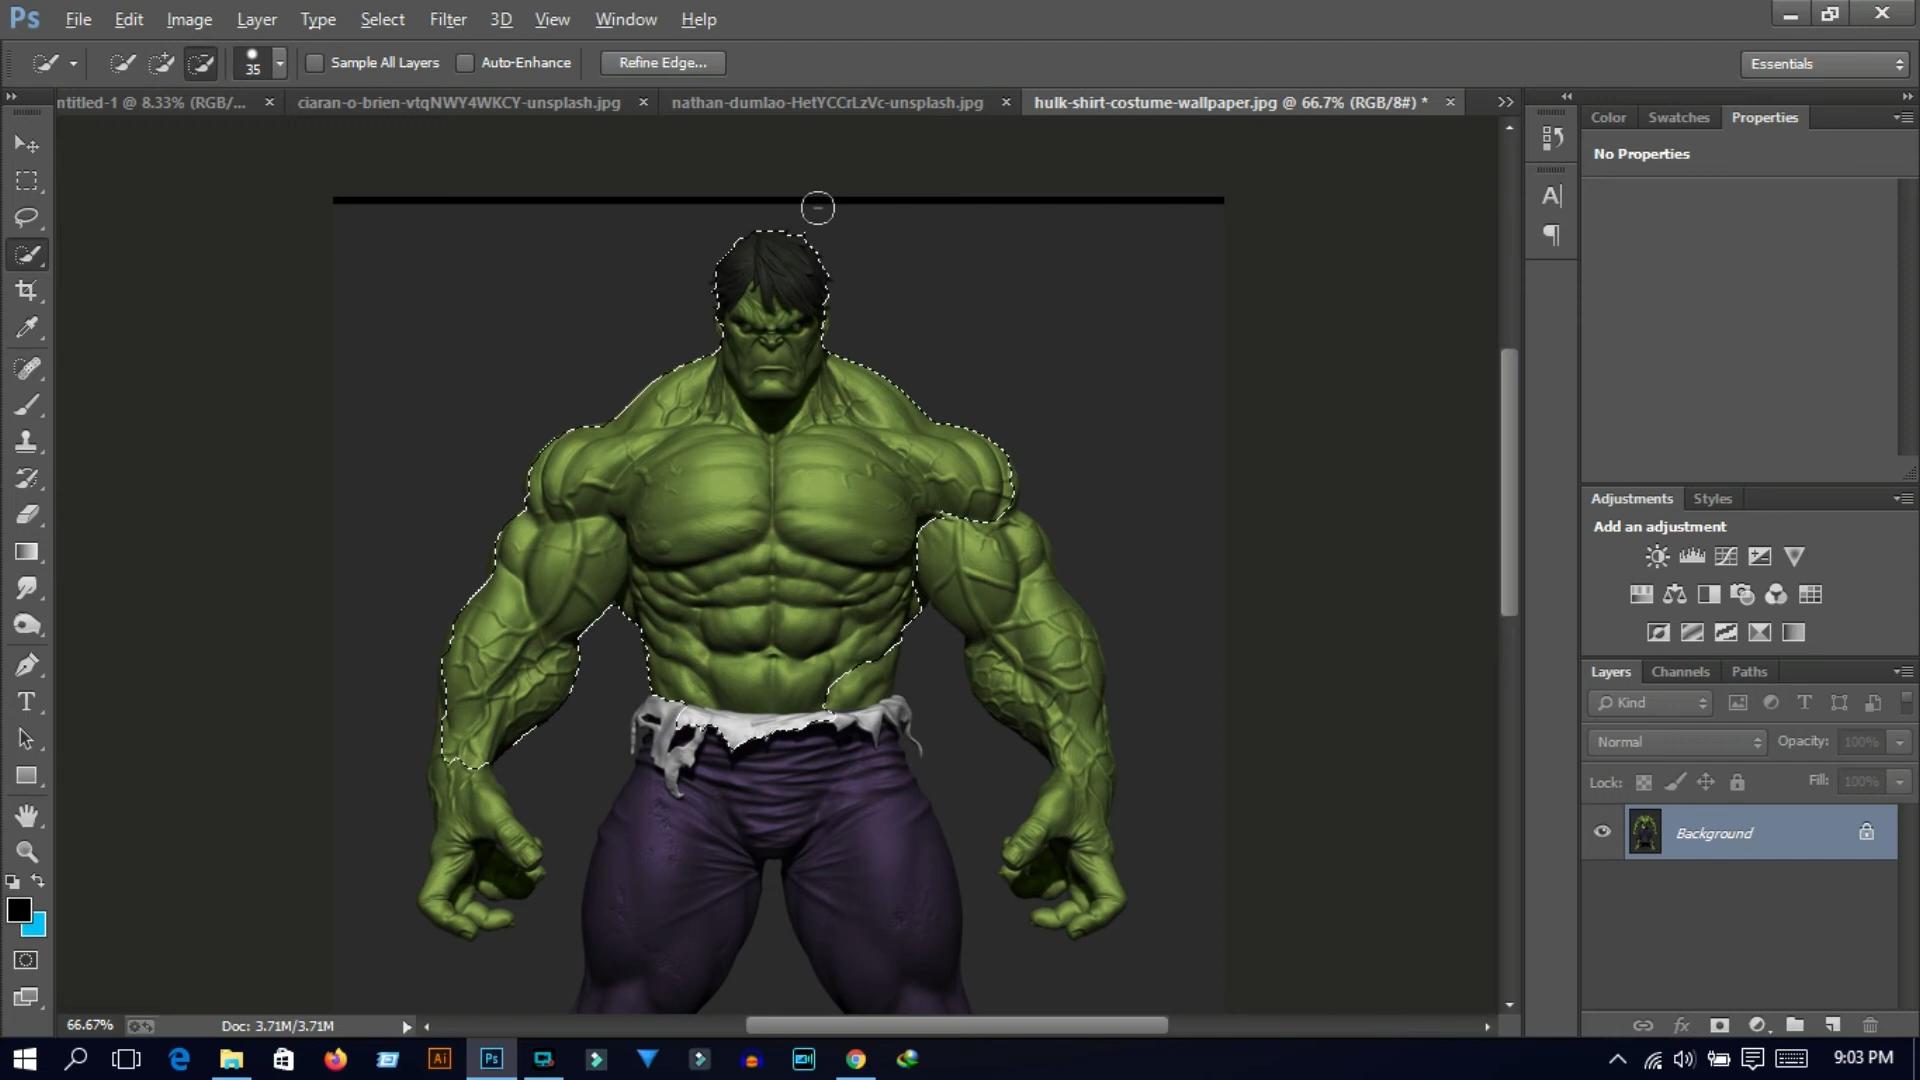 Ps File Edit Image Layer Type Select Filter 3D View Window Help
35 Sample All Layers Auto-Enhance Refine Edge... Essentials
ntitled-1 @ 8.33% (RGB/... × ciaran-o-brien-vtqNWY4WKCY-unsplash.jpg × nathan-dumlao-HetYCCrLzVc-unsplash.jpg × hulk-shirt-costume-wallpaper.jpg @ 66.7% (RGB/8#) * ×
Color Swatches Properties
No Properties
Adjustments Styles
Add an adjustment
Layers Channels Paths
Kind
Normal Opacity: 100%
Lock: Fill: 100%
Background
66.67% Doc: 3.71M/3.71M
Ai Ps 9:03 PM